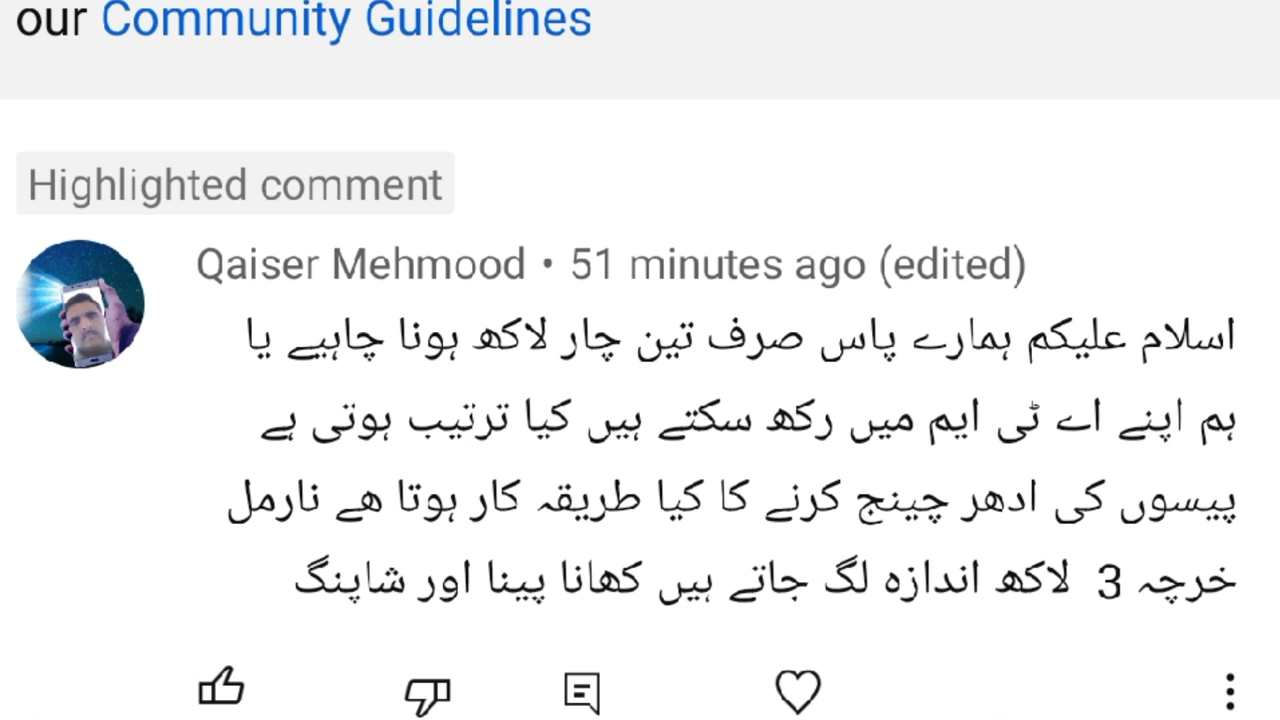 our Community Guidelines
Highlighted comment
Qaiser Mehmood • 51 minutes ago (edited)
اسلام علیکم ہمارے پاس صرف تین چار لاکھ ہونا چاہیے یا
ہم اپنے اے ٹی ایم میں رکھ سکتے ہیں کیا ترتیب ہوتی ہے
پیسوں کی ادھر چینج کرنے کا کیا طریقہ کار ہوتا ھے نارمل
خرچہ 3 لاکھ اندازہ لگ جاتے ہیں کھانا پینا اور شاپنگ